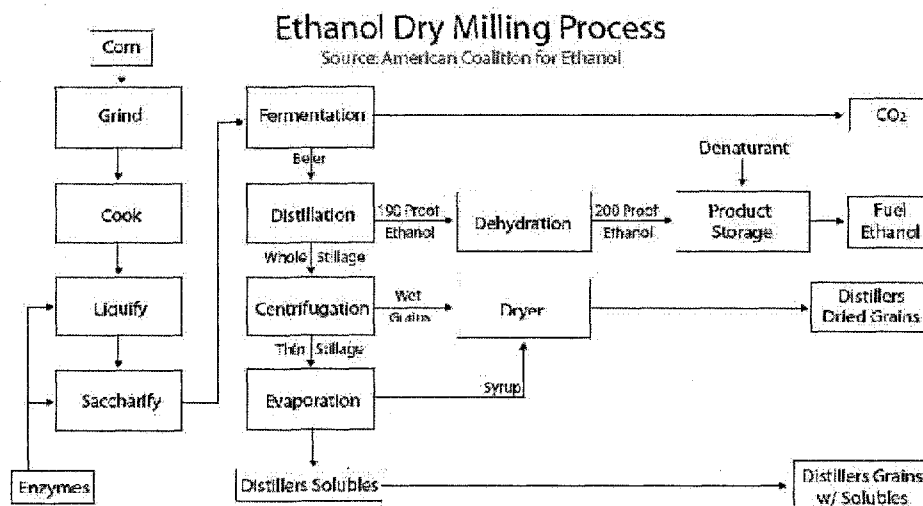 Ethanol Dry Milling Process
Source: American Coalition for Ethanol
Corn
Grind
Cook
Liquify
Saccharify
Enzymes
Fermentation
Beer
Distillation
Whole Stillage
Centrifugation
Thin Stillage
Evaporation
Distillers Solubles
190 Proof
Ethanol
Dehydration
200 Proof
Ethanol
Denaturant
Product
Storage
Wet
Grains
Dryer
Syrup
CO₂
Fuel
Ethanol
Distillers
Dried Grains
Distillers Grains
w/ Solubles